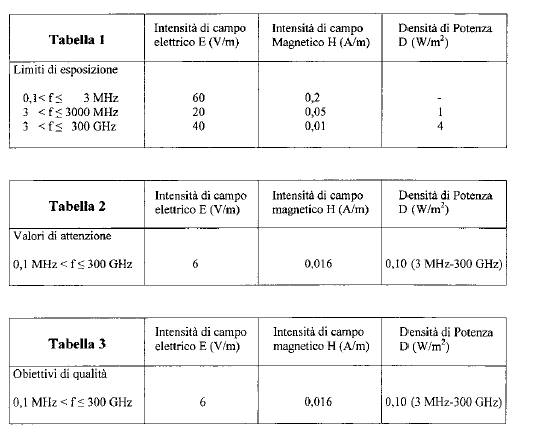 Tabella 1 Intensità di campo elettrico E (V/m) Intensità di campo Magnetico H (A/m) Densità di Potenza D (W/m²)
Limiti di esposizione
0,1< f ≤ 3 MHz 60 0,2 -
3 < f ≤ 3000 MHz 20 0,05 1
3 < f ≤ 300 GHz 40 0,01 4
Tabella 2 Intensità di campo elettrico E (V/m) Intensità di campo magnetico H (A/m) Densità di Potenza D (W/m²)
Valori di attenzione
0,1 MHz < f ≤ 300 GHz 6 0,016 0,10 (3 MHz-300 GHz)
Tabella 3 Intensità di campo elettrico E (V/m) Intensità di campo magnetico H (A/m) Densità di Potenza D (W/m²)
Obiettivi di qualità
0,1 MHz < f ≤ 300 GHz 6 0,016 0,10 (3 MHz-300 GHz)